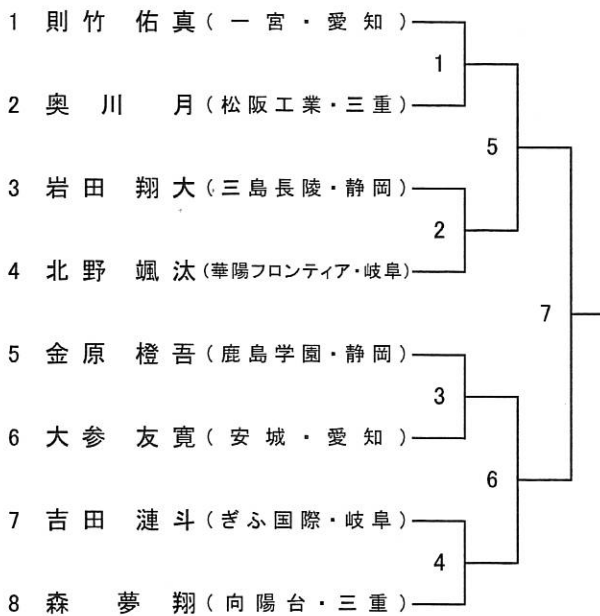 1 則竹 佑真(一宮・愛知)
1
2 奥川 月(松阪工業・三重)
5
3 岩田 翔大(三島長陵・静岡)
2
4 北野 颯汰(華陽フロンティア・岐阜)
7
5 金原 橙吾(鹿島学園・静岡)
3
6 大参 友寛(安城・愛知)
6
7 吉田 漣斗(ぎふ国際・岐阜)
4
8 森 夢翔(向陽台・三重)